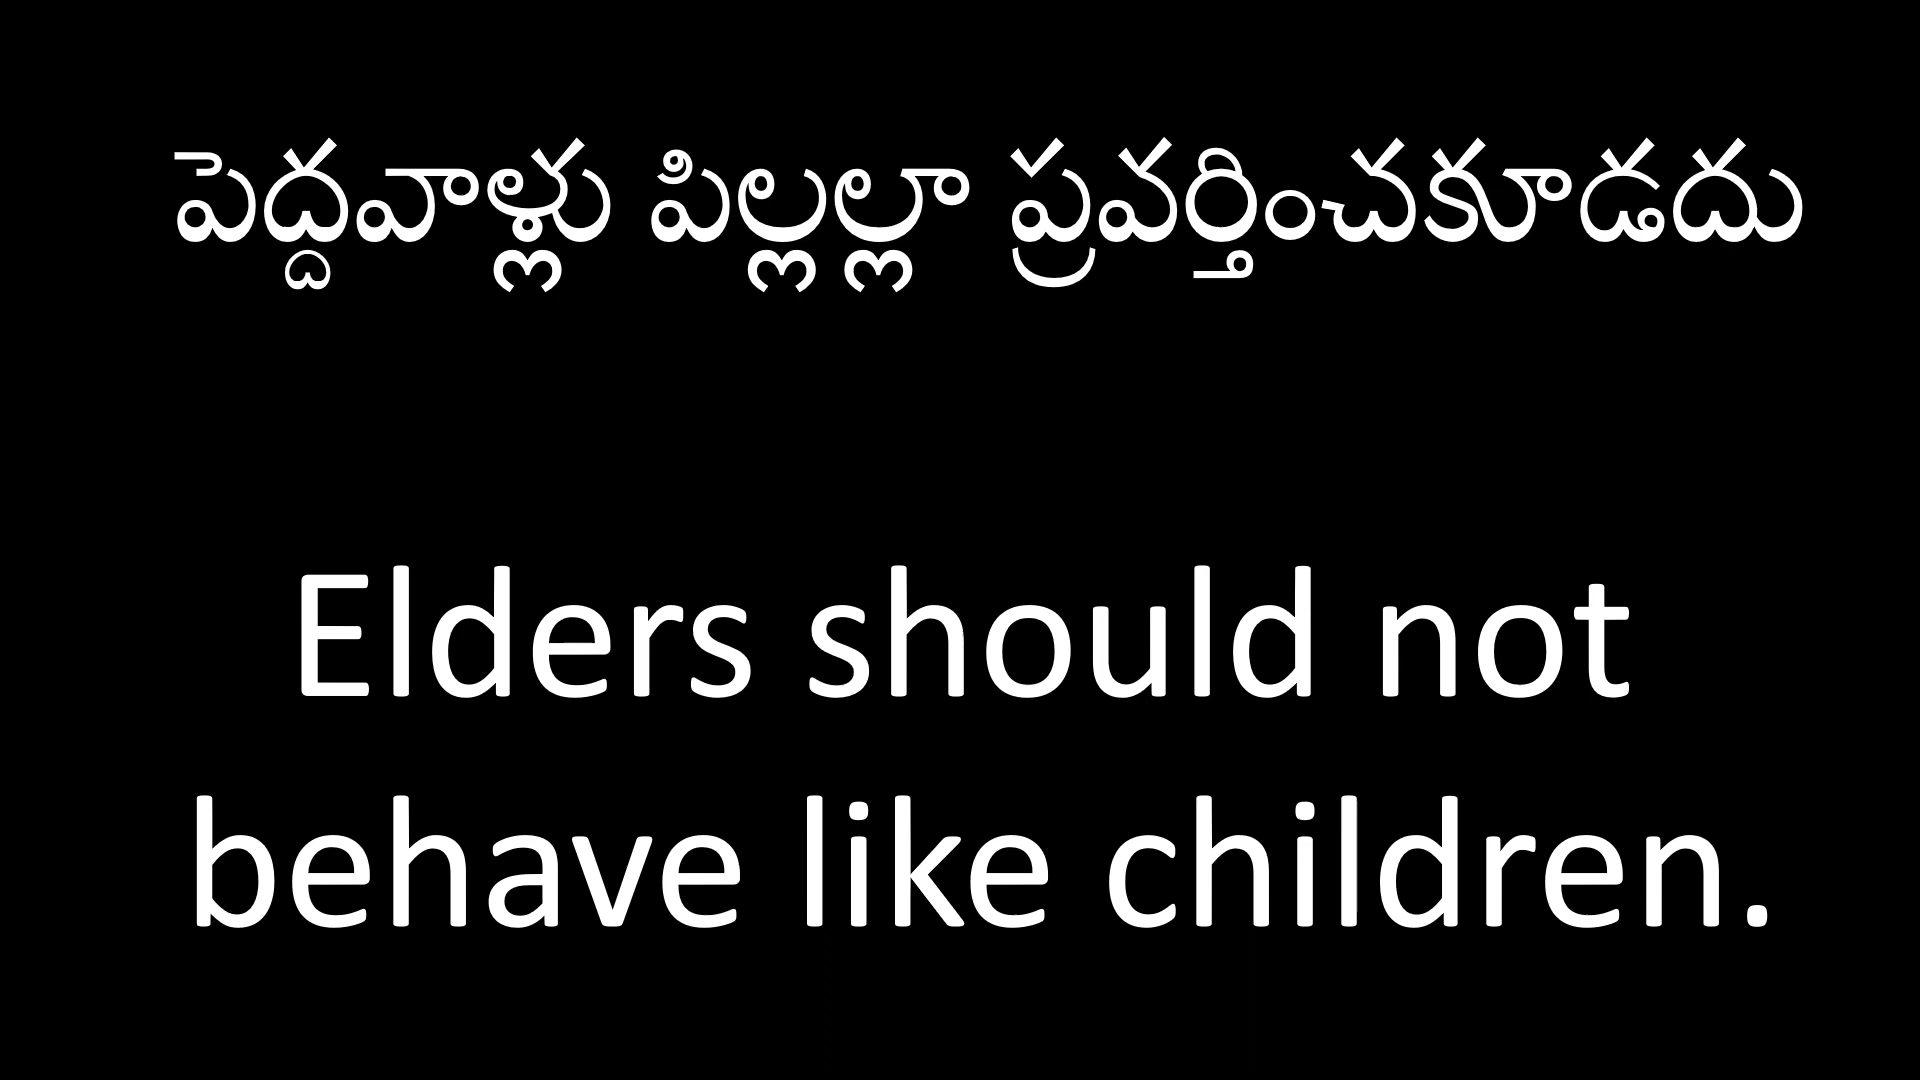 పెద్దవాళ్లు పిల్లల్లా ప్రవర్తించకూడదు
Elders should not
behave like children.